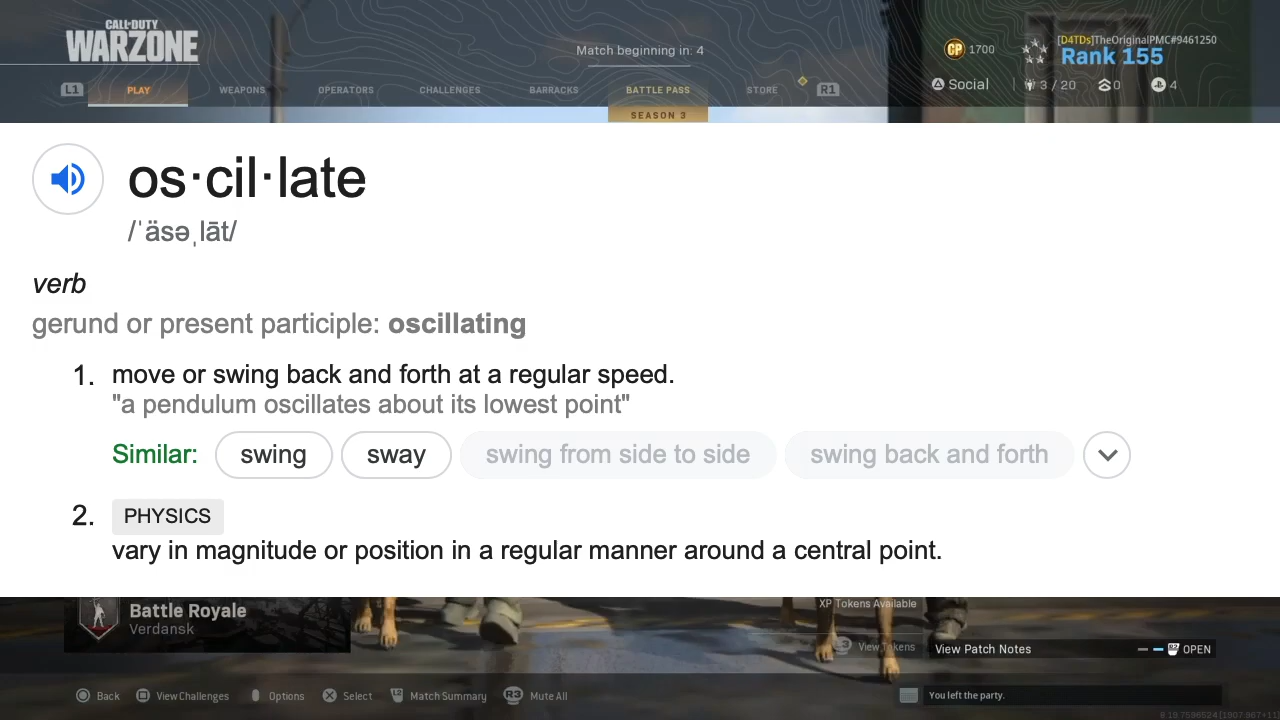 CALL OF DUTY
WARZONE
Match beginning in: 4
CP 1700
[D4TDs]TheOriginalPMC#9461250
Rank 155
Social
3 / 20
0
4
L1
PLAY
WEAPONS
OPERATORS
CHALLENGES
BARRACKS
BATTLE PASS
STORE
R1
SEASON 3
os·cil·late
/ˈäsəˌlāt/
verb
gerund or present participle: oscillating
1. move or swing back and forth at a regular speed.
"a pendulum oscillates about its lowest point"
Similar: swing sway swing from side to side swing back and forth
2. PHYSICS
vary in magnitude or position in a regular manner around a central point.
Battle Royale
Verdansk
XP Tokens Available
View Tokens
View Patch Notes
R2 OPEN
Back
View Challenges
Options
Select
L2 Match Summary
R3 Mute All
You left the party.